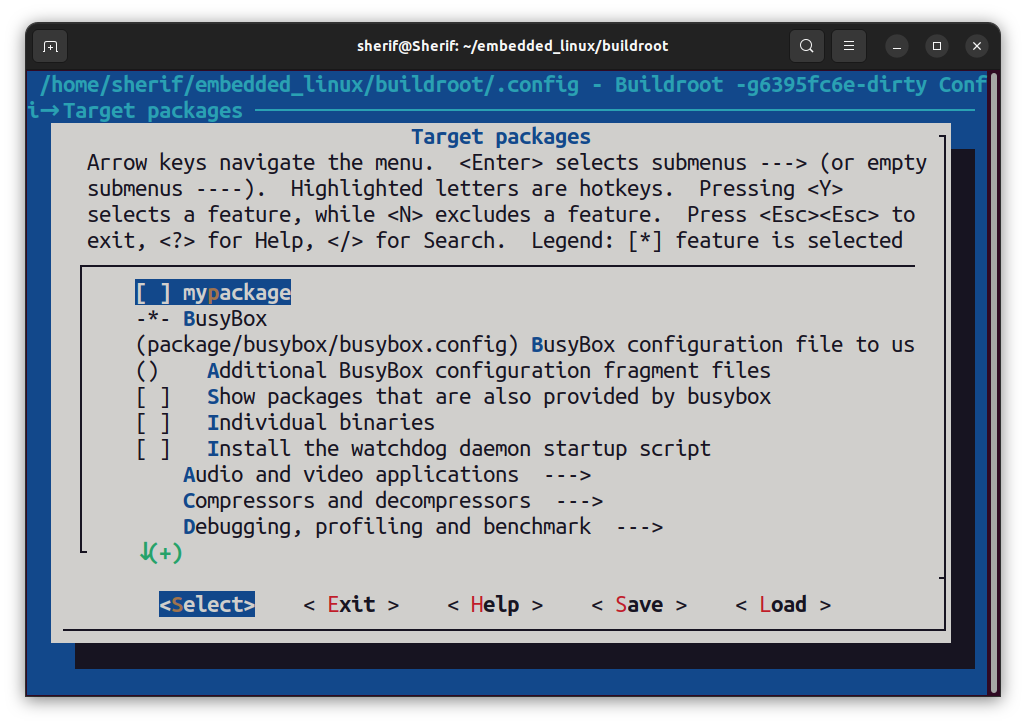 sherif@Sherif: ~/embedded_linux/buildroot
/home/sherif/embedded_linux/buildroot/.config - Buildroot -g6395fc6e-dirty Conf
i→Target packages
Target packages
Arrow keys navigate the menu.  <Enter> selects submenus ---> (or empty
submenus ----).  Highlighted letters are hotkeys.  Pressing <Y>
selects a feature, while <N> excludes a feature.  Press <Esc><Esc> to
exit, <?> for Help, </> for Search.  Legend: [*] feature is selected
[ ] mypackage
-*- BusyBox
(package/busybox/busybox.config) BusyBox configuration file to us
()    Additional BusyBox configuration fragment files
[ ]   Show packages that are also provided by busybox
[ ]   Individual binaries
[ ]   Install the watchdog daemon startup script
Audio and video applications  --->
Compressors and decompressors  --->
Debugging, profiling and benchmark  --->
↓(+)
<Select>    < Exit >    < Help >    < Save >    < Load >